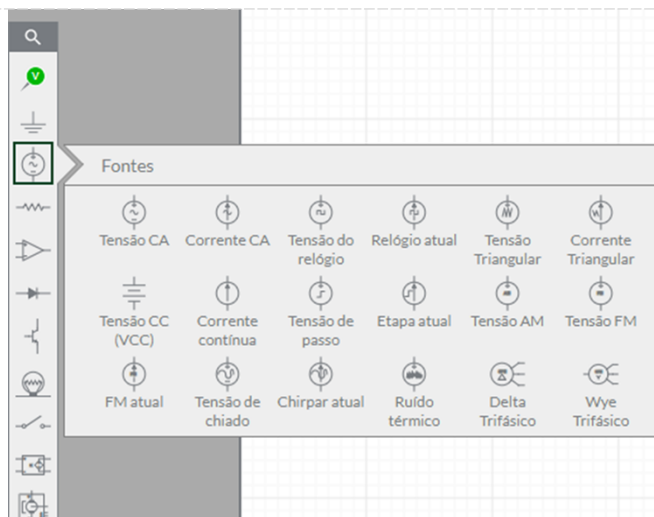 V
Fontes
Tensão CA Corrente CA Tensão do Relógio atual Tensão Corrente
relógio Triangular Triangular
Tensão CC Corrente Tensão de Etapa atual Tensão AM Tensão FM
(VCC) contínua passo
FM atual Tensão de Chirpar atual Ruído Delta Wye
chiado térmico Trifásico Trifásico